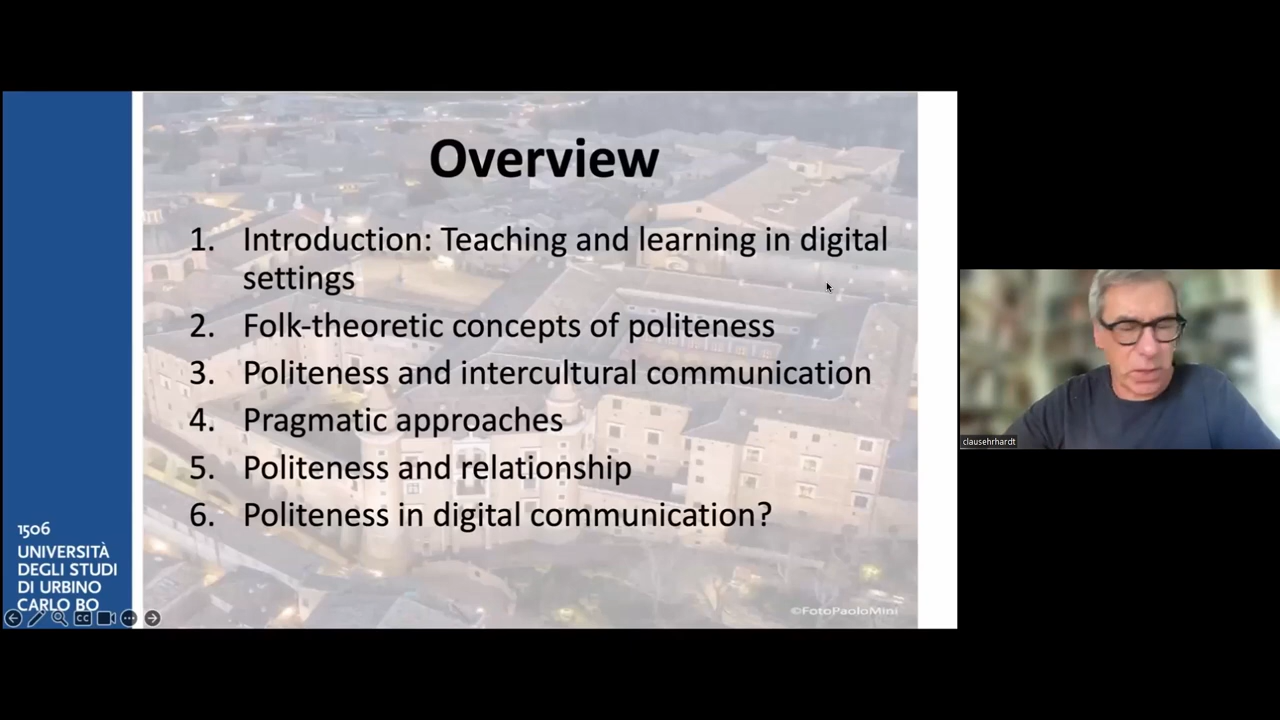 Overview
1. Introduction: Teaching and learning in digital
settings
2. Folk-theoretic concepts of politeness
3. Politeness and intercultural communication
4. Pragmatic approaches
5. Politeness and relationship
6. Politeness in digital communication?
1506
UNIVERSITÀ
DEGLI STUDI
DI URBINO
CARLO BO
CC
©FotoPaoloMini
clausehrhardt